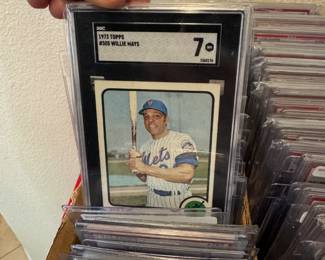 SGC
1973 TOPPS
#305 WILLIE MAYS
7
Mets